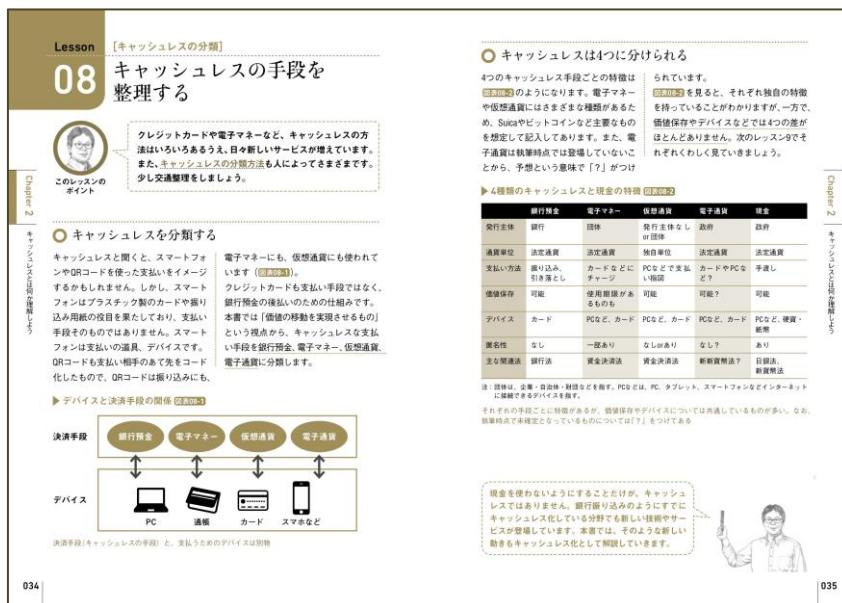 Lesson
08
[キャッシュレスの分類]
キャッシュレスの手段を
整理する
このレッスンの
ポイント
クレジットカードや電子マネーなど、キャッシュレスの方
法はいろいろあるうえ、日々新しいサービスが増えています。
また、キャッシュレスの分類方法も人によってさまざまです。
少し交通整理をしましょう。
Chapter 2
キャッシュレスとは何か理解しよう
キャッシュレスを分類する
キャッシュレスと聞くと、スマートフォ
ンやQRコードを使った支払いをイメージ
するかもしれません。しかし、スマート
フォンはプラスチック製のカードや振り
込み用紙の役目を果たしており、支払い
手段そのものではありません。スマート
フォンは支払いの道具、デバイスです。
QRコードも支払い相手のあて先をコード
化したもので、QRコードは振り込みにも、
電子マネーにも、仮想通貨にも使われて
います（図表08-1）。
クレジットカードも支払い手段ではなく、
銀行預金の後払いのための仕組みです。
本書では「価値の移動を実現させるもの」
という視点から、キャッシュレスな支払
い手段を銀行預金、電子マネー、仮想通貨、
電子通貨に分類します。
▶ デバイスと決済手段の関係 図表08-1
決済手段
銀行預金 電子マネー 仮想通貨 電子通貨
デバイス
PC 通帳 カード スマホなど
決済手段（キャッシュレスの手段）と、支払うためのデバイスは別物
034
キャッシュレスは4つに分けられる
4つのキャッシュレス手段ごとの特徴は
図表08-2 のようになります。電子マネー
や仮想通貨にはさまざまな種類があるた
め、Suicaやビットコインなど主要なもの
を想定して記入してあります。また、電
子通貨は執筆時点では登場していないこ
とから、予想という意味で「？」がつけ
られています。
図表08-2 を見ると、それぞれ独自の特徴
を持っていることがわかりますが、一方で、
価値保存やデバイスなどでは4つの差が
ほとんどありません。次のレッスン9でそ
れぞれくわしく見ていきましょう。
▶ 4種類のキャッシュレスと現金の特徴 図表08-2
銀行預金 電子マネー 仮想通貨 電子通貨 現金
発行主体 銀行 団体 発行主体なし or 団体 政府 政府
通貨単位 法定通貨 法定通貨 独自単位 法定通貨 法定通貨
支払い方法 振り込み、引き落とし カードなどにチャージ PCなどで支払い指図 カードやPCなど？ 手渡し
価値保存 可能 使用期限があるものも 可能 可能？ 可能
デバイス カード PCなど、カード PCなど、カード PCなど、カード PCなど、硬貨・紙幣
匿名性 なし 一部あり なしorあり なし？ あり
主な関連法 銀行法 資金決済法 資金決済法 新新貨幣法？ 日銀法、新貨幣法
注：団体は、企業・自治体・財団などを指す。PCなどは、PC、タブレット、スマートフォンなどインターネット
に接続できるデバイスを指す。
それぞれの手段ごとに特徴があるが、価値保存やデバイスについては共通しているものが多い。なお、
執筆時点で未確定となっているものについては「？」をつけてある
現金を使わないようにすることだけが、キャッシュ
レスではありません。銀行振り込みのようにすでに
キャッシュレス化している分野でも新しい技術やサー
ビスが登場しています。本書では、そのような新しい
動きもキャッシュレス化として解説していきます。
Chapter 2
キャッシュレスとは何か理解しよう
035